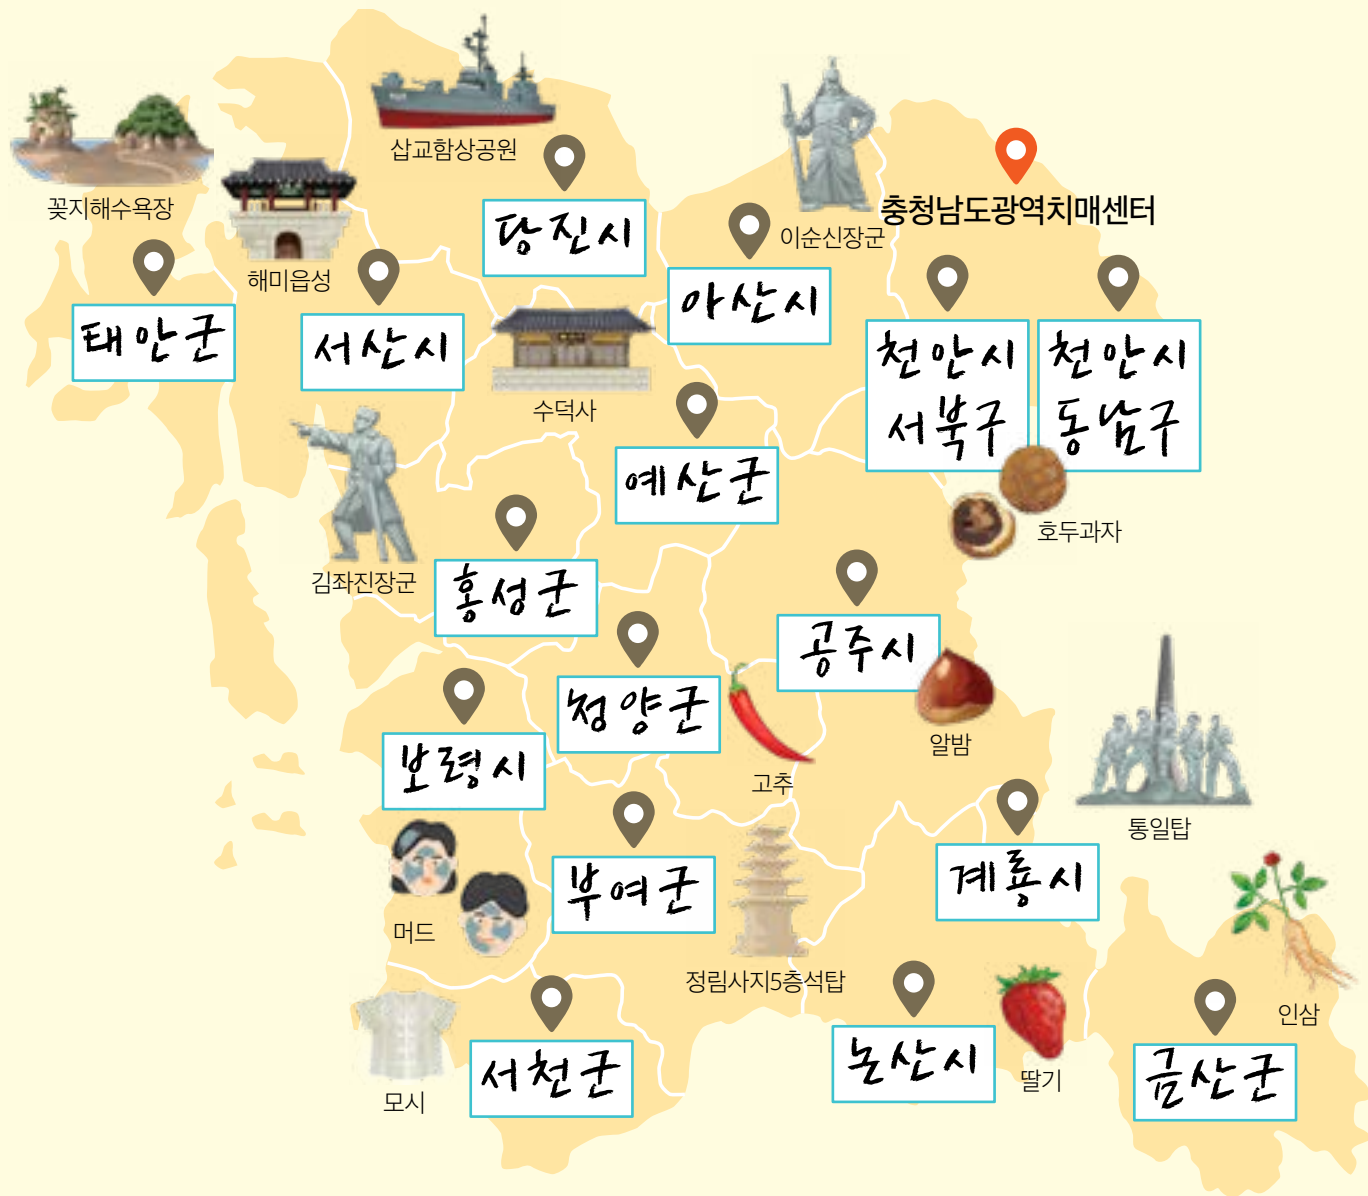 삽교함상공원
꽂지해수욕장
해미읍성
당진시
이순신장군
충청남도광역치매센터
태안군
서산시
아산시
천안시
서북구
천안시
동남구
수덕사
예산군
호두과자
김좌진장군
홍성군
공주시
청양군
알밤
보령시
고추
통일탑
부여군
계룡시
머드
정림사지5층석탑
인삼
모시
서천군
논산시
딸기
금산군